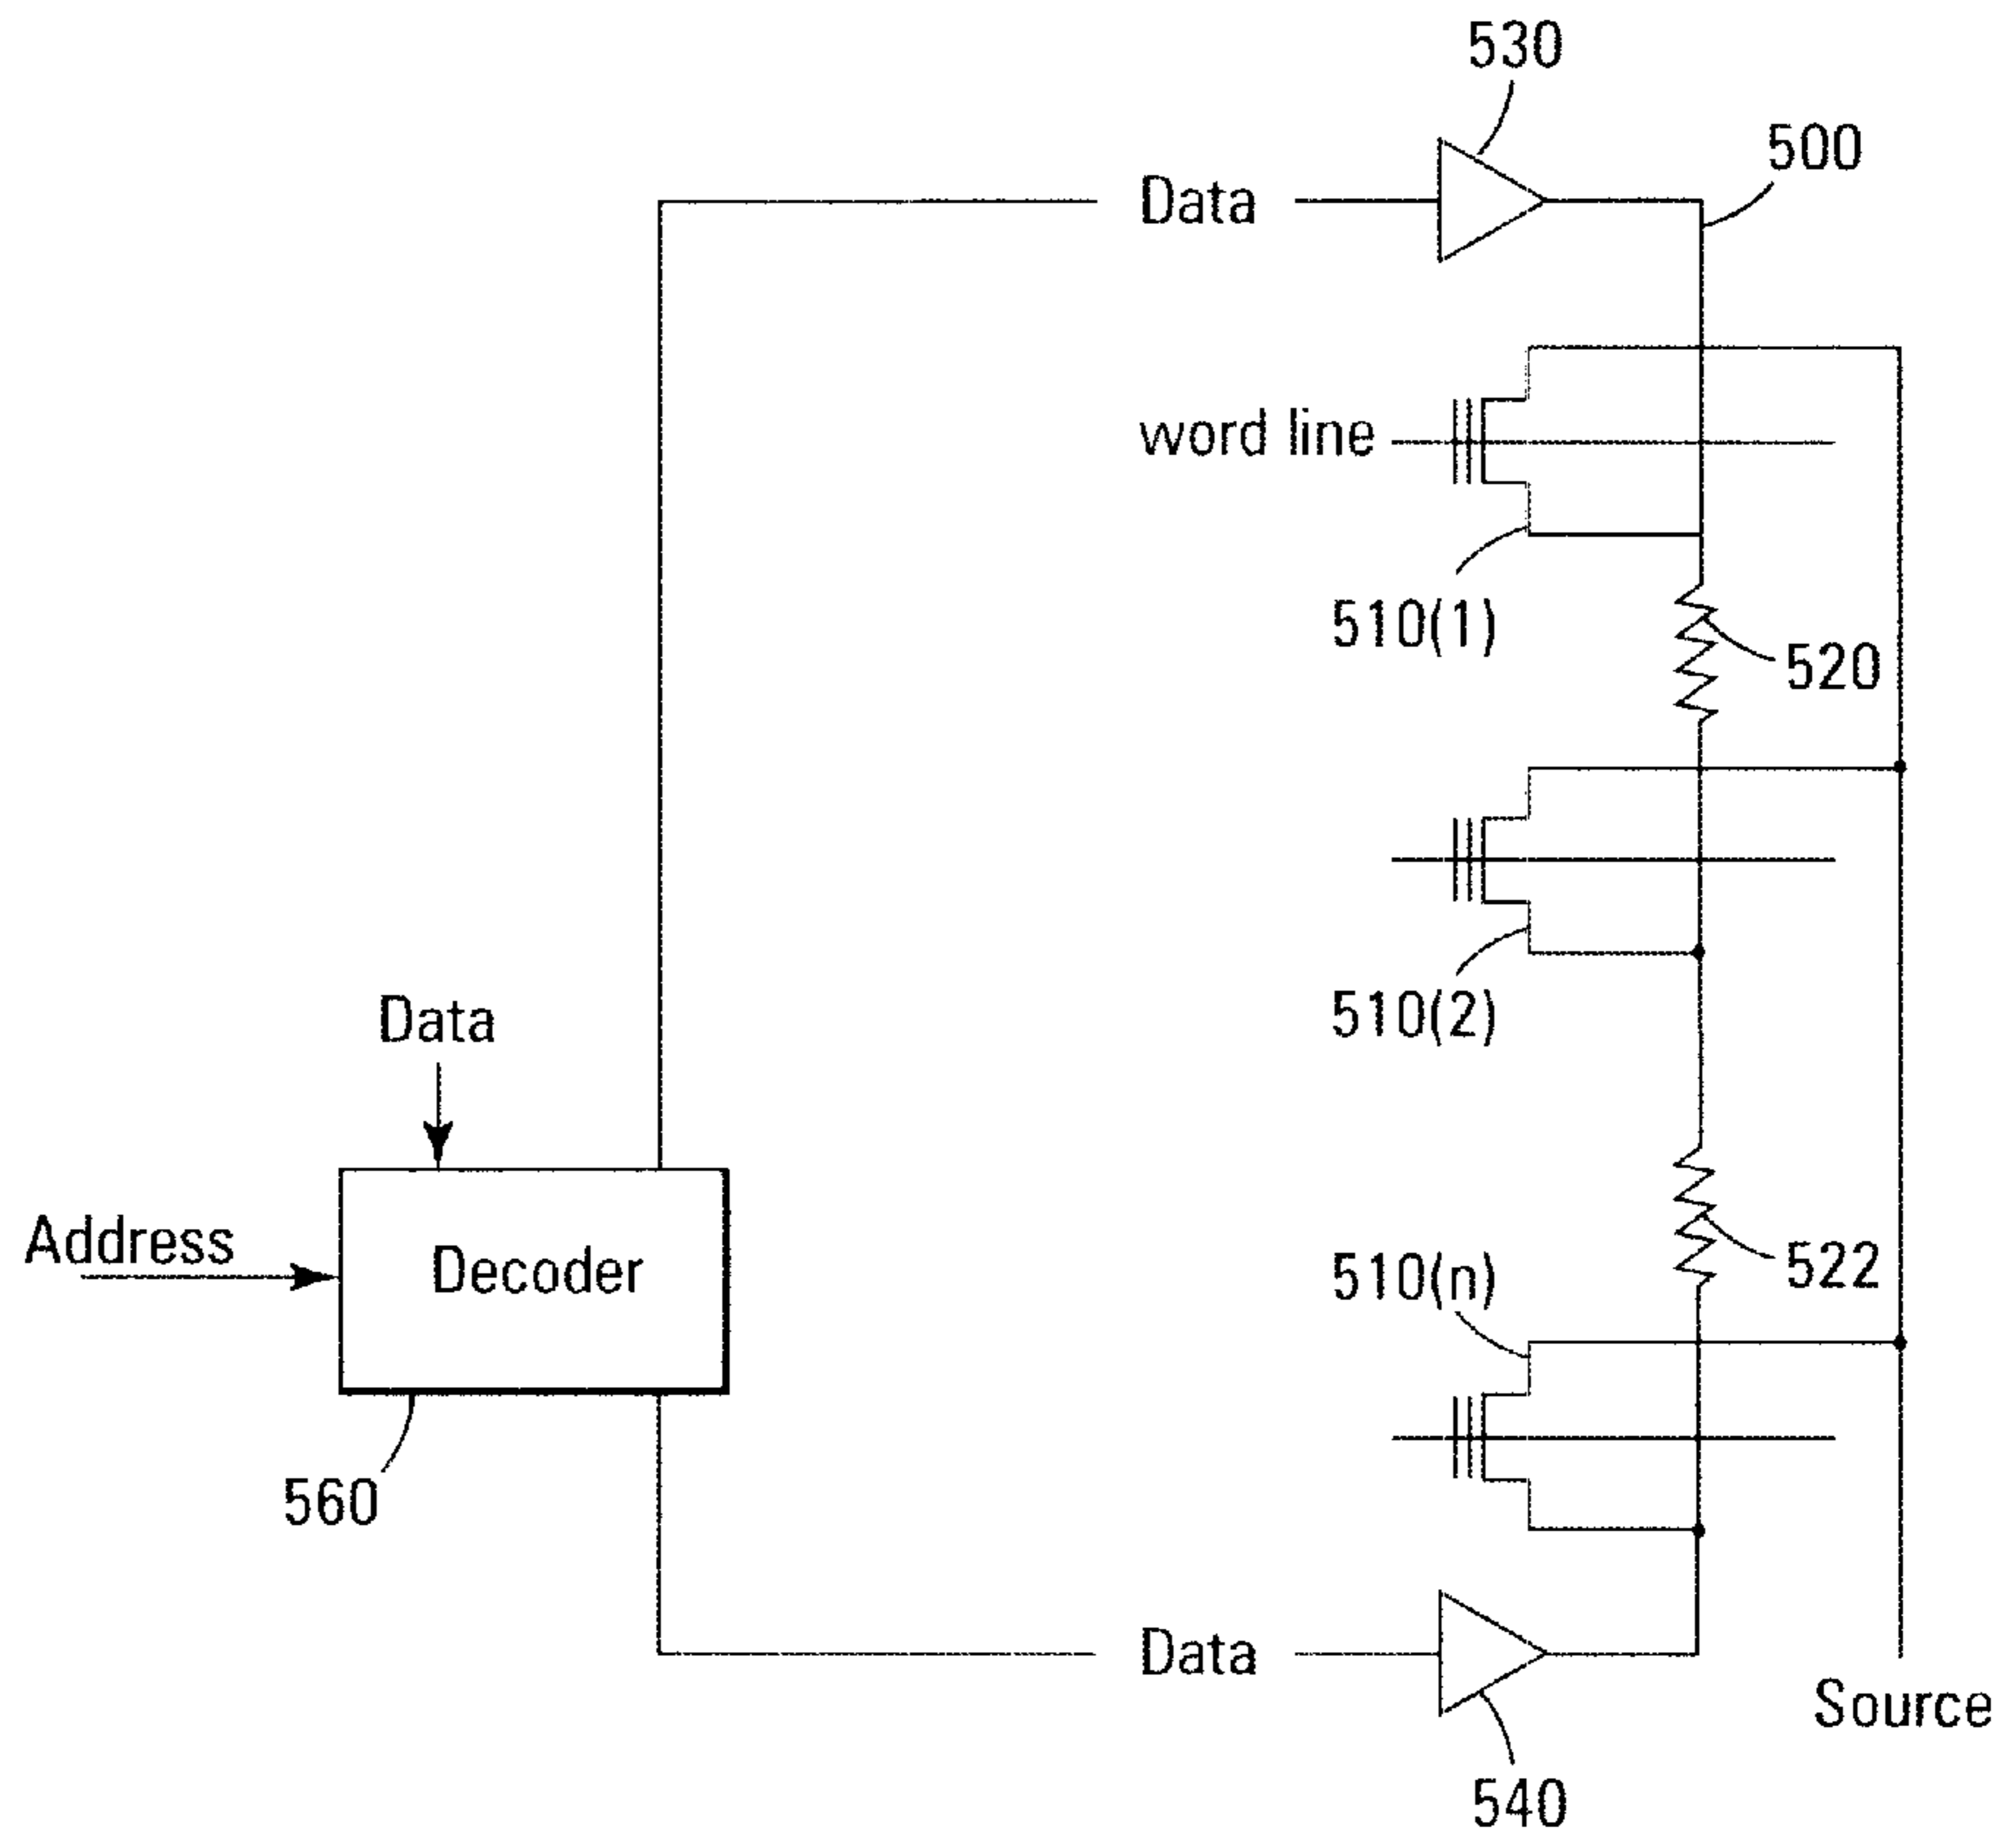 530
500
Data
word line
510(1)
520
510(2)
Data
Address
Decoder
510(n)
522
560
Data
Source
540